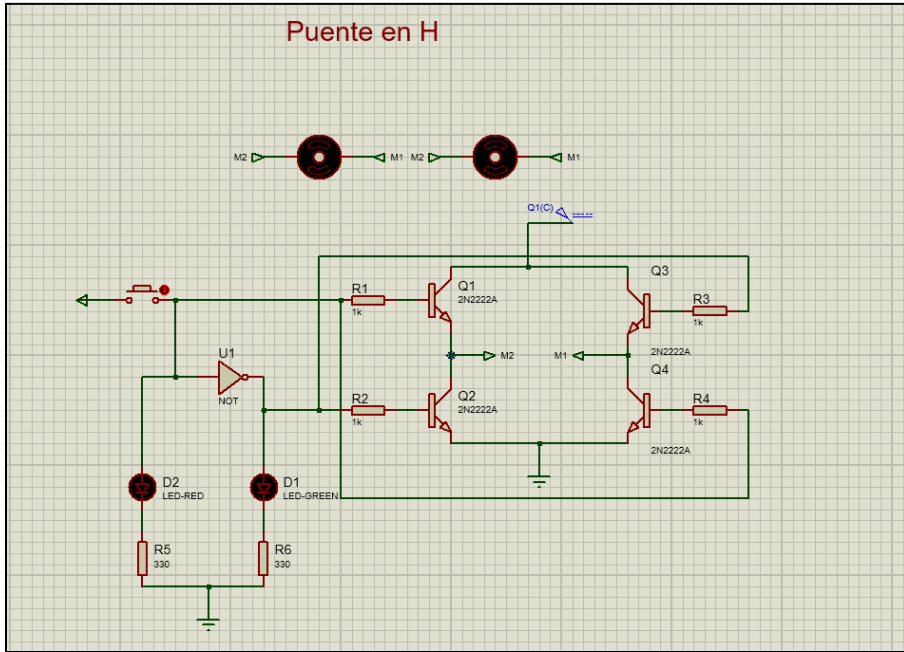 Puente en H
M2 M1 M2 M1
Q1(C)
Q3
R1 Q1 R3
2N2222A
1k 1k
U1 2N2222A
M2 M1
NOT
Q4
R2 Q2 R4
2N2222A
1k 1k
2N2222A
D2 D1
LED-RED LED-GREEN
R5 R6
330 330